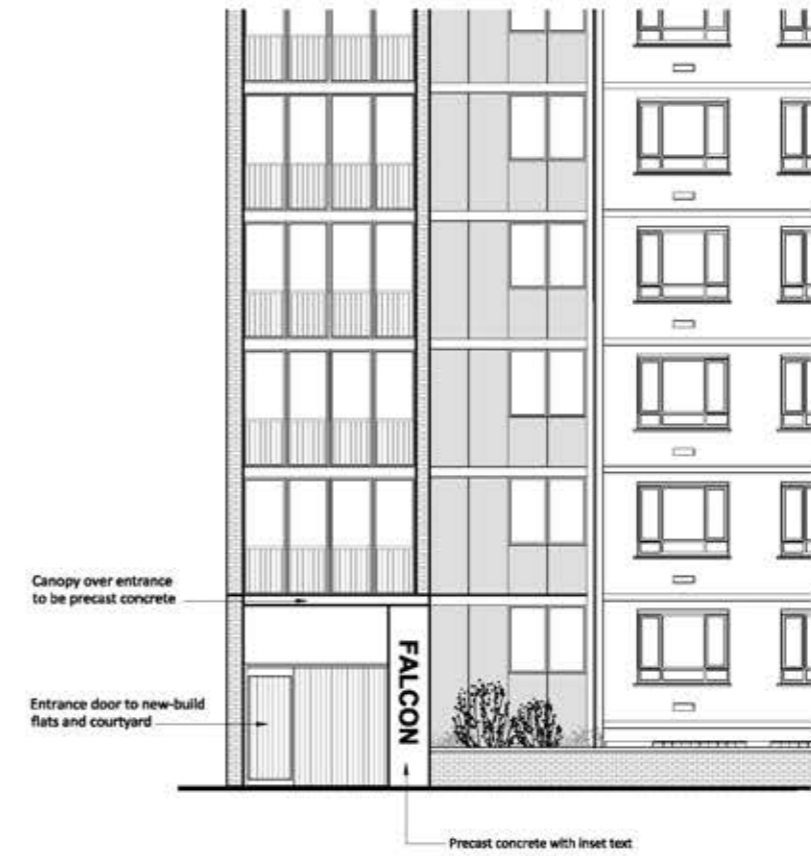 Canopy over entrance
to be precast concrete
FALCON
Entrance door to new-build
flats and courtyard
Precast concrete with inset text